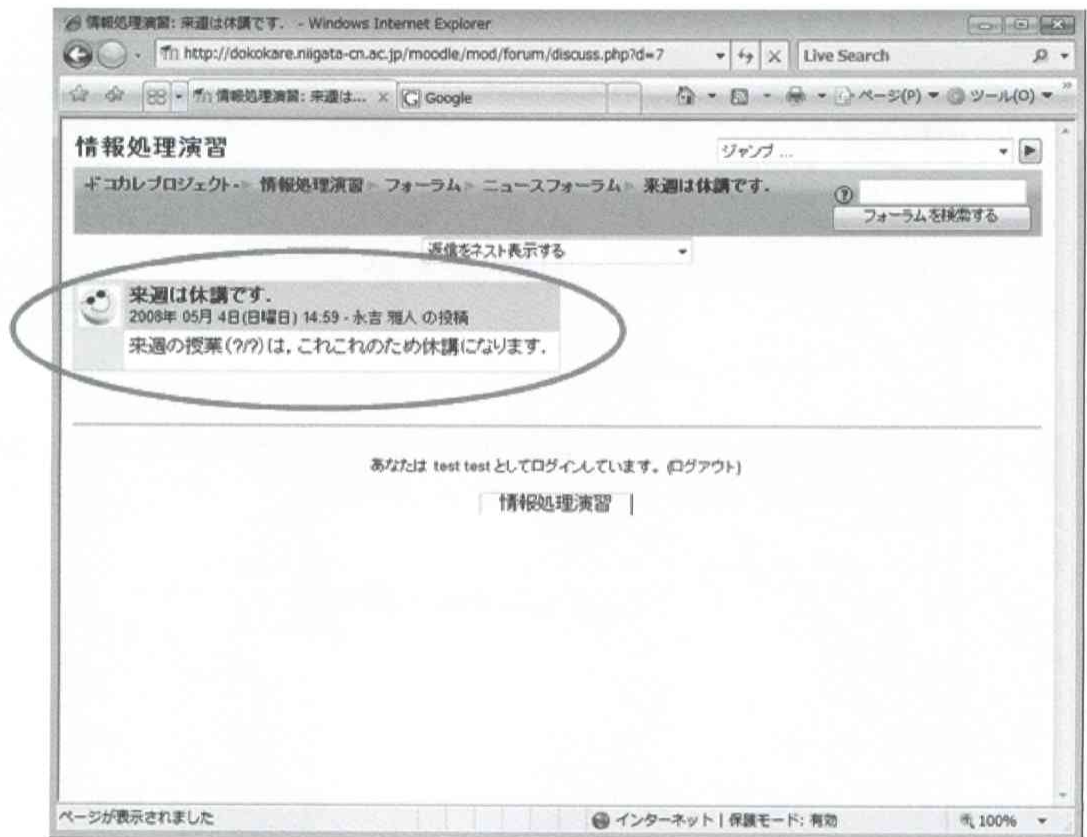 情報処理演習: 来週は休講です. - Windows Internet Explorer
http://dokokare.niigata-cn.ac.jp/moodle/mod/forum/discuss.php?d=7
Live Search
情報処理演習: 来週は...
Google
ページ(P)
ツール(O)
情報処理演習
ジャンプ ...
ドコカレプロジェクト
情報処理演習
フォーラム
ニュースフォーラム
来週は休講です.
フォーラムを検索する
返信をネスト表示する
来週は休講です.
2008年 05月 4日(日曜日) 14:59 - 永吉 雅人 の投稿
来週の授業(?/?)は, これこれのため休講になります.
あなたは test test としてログインしています。(ログアウト)
情報処理演習
ページが表示されました
インターネット | 保護モード: 有効
100%